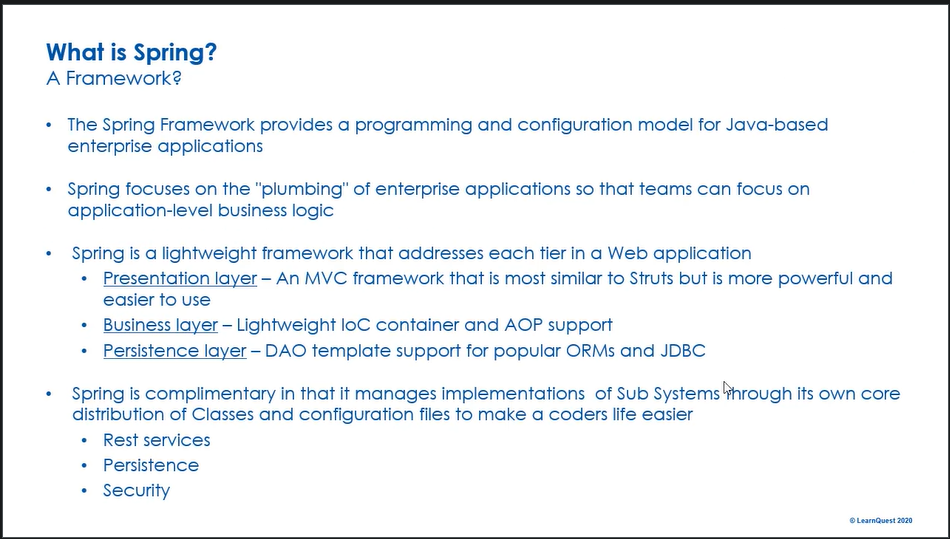 What is Spring?
A Framework?
• The Spring Framework provides a programming and configuration model for Java-based
enterprise applications
• Spring focuses on the "plumbing" of enterprise applications so that teams can focus on
application-level business logic
• Spring is a lightweight framework that addresses each tier in a Web application
• Presentation layer – An MVC framework that is most similar to Struts but is more powerful and
easier to use
• Business layer – Lightweight IoC container and AOP support
• Persistence layer – DAO template support for popular ORMs and JDBC
• Spring is complimentary in that it manages implementations  of Sub Systems through its own core
distribution of Classes and configuration files to make a coders life easier
• Rest services
• Persistence
• Security
© LearnQuest 2020